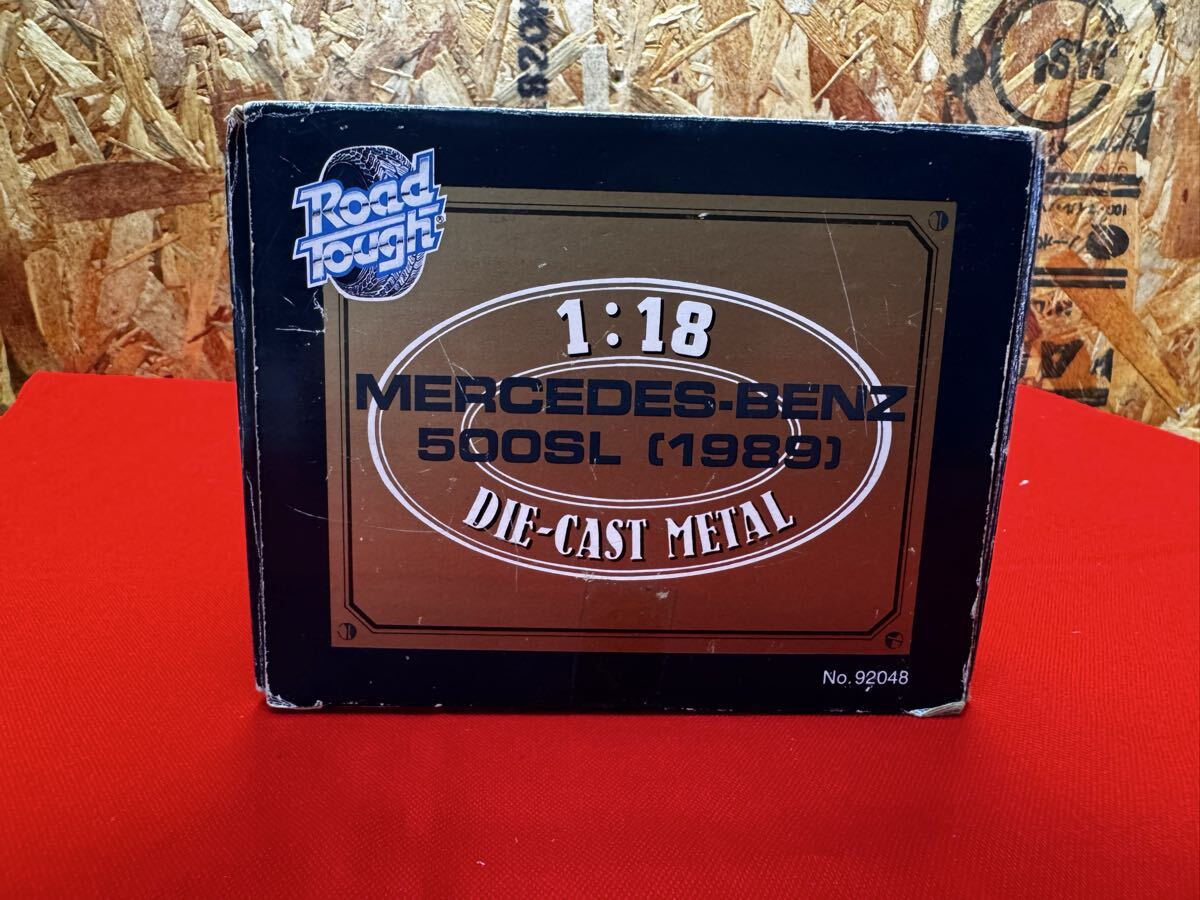 Road
Tough
1:18
MERCEDES-BENZ
500SL (1989)
DIE-CAST METAL
No. 92048